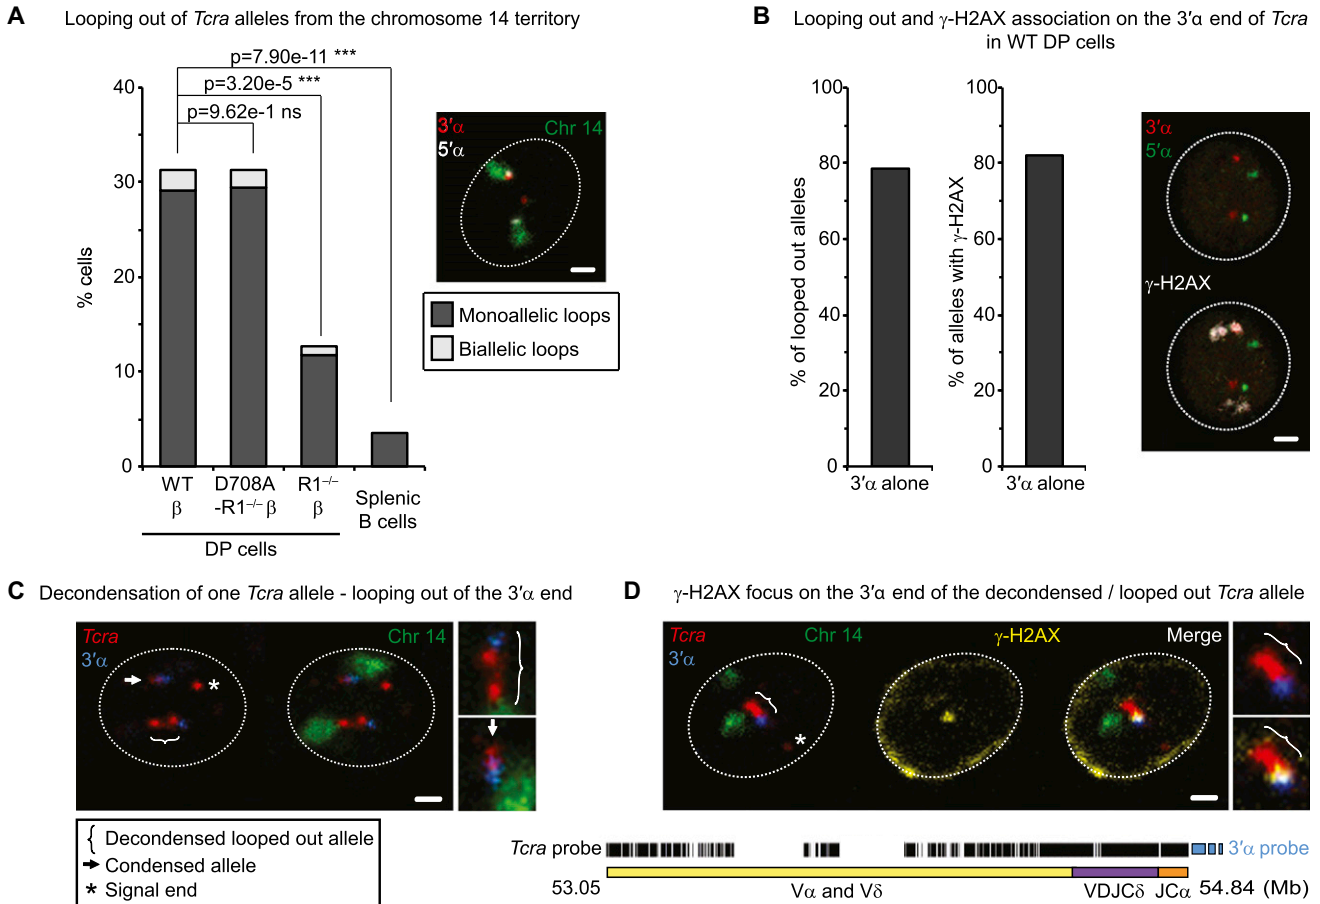 A Looping out of Tcra alleles from the chromosome 14 territory
p=7.90e-11 ***
p=3.20e-5 ***
p=9.62e-1 ns
40
30
20
10
0
% cells
WT
β
D708A
-R1⁻/⁻ β
R1⁻/⁻
β
Splenic
B cells
DP cells
3′α
5′α
Chr 14
Monoallelic loops
Biallelic loops
B Looping out and γ-H2AX association on the 3′α end of Tcra
in WT DP cells
100
80
60
40
20
0
% of looped out alleles
3′α alone
100
80
60
40
20
0
% of alleles with γ-H2AX
3′α alone
3′α
5′α
γ-H2AX
C Decondensation of one Tcra allele - looping out of the 3′α end
Tcra
3′α
Chr 14
*
{ Decondensed looped out allele
➔ Condensed allele
* Signal end
D γ-H2AX focus on the 3′α end of the decondensed / looped out Tcra allele
Tcra
3′α
Chr 14
γ-H2AX
Merge
*
Tcra probe
3′α probe
53.05
Vα and Vδ
VDJCδ
JCα
54.84 (Mb)